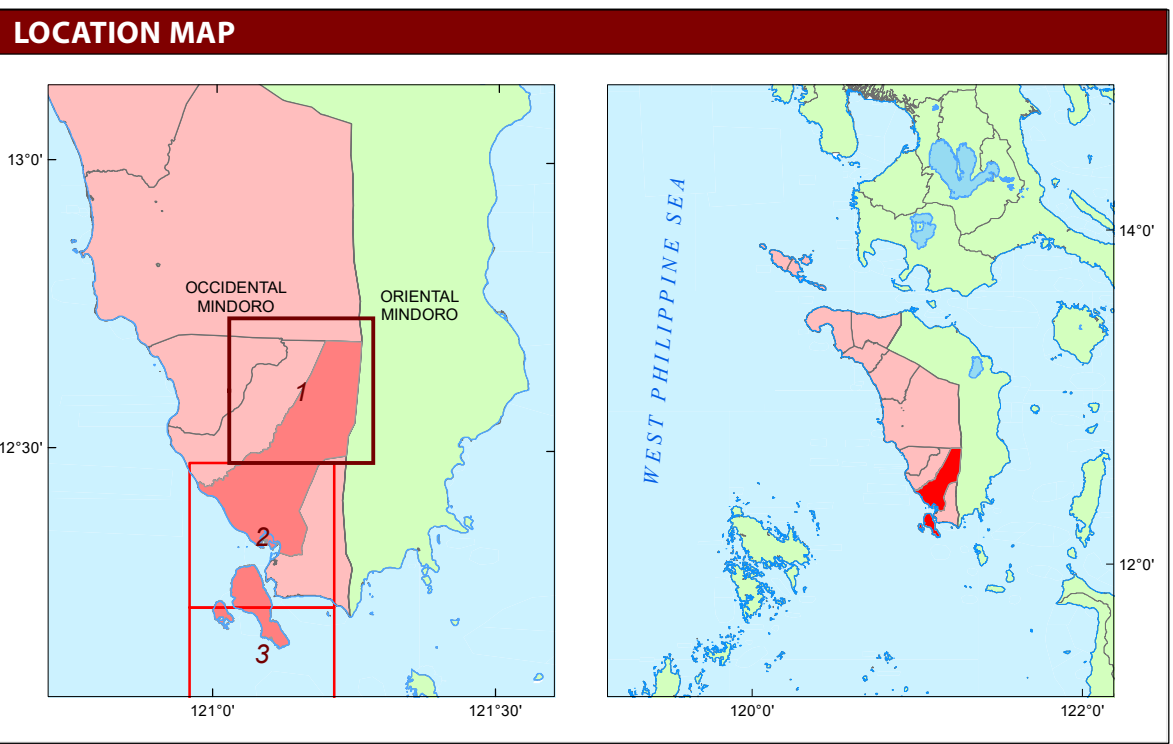 LOCATION MAP
13°0'
OCCIDENTAL
MINDORO
ORIENTAL
MINDORO
1
12°30'
2
3
121°0'
121°30'
WEST PHILIPPINE SEA
14°0'
12°0'
120°0'
122°0'